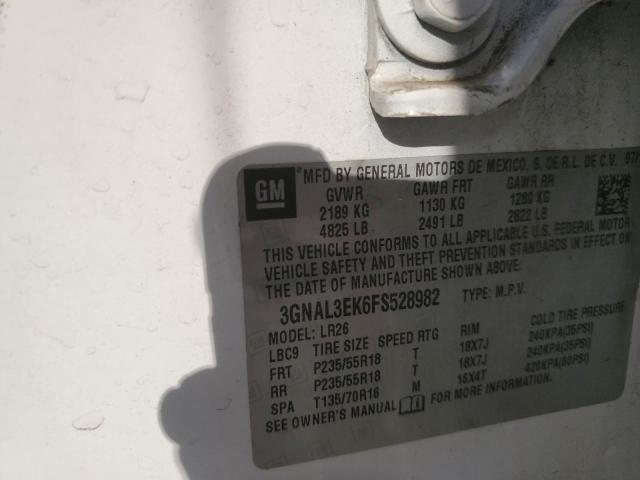 GM
MFD BY GENERAL MOTORS DE MEXICO, S. DE R.L. DE C.V.
GVWR GAWR FRT GAWR RR
2189 KG 1130 KG 1280 KG
4825 LB 2491 LB 2822 LB
THIS VEHICLE CONFORMS TO ALL APPLICABLE U.S. FEDERAL MOTOR
VEHICLE SAFETY AND THEFT PREVENTION STANDARDS IN EFFECT ON
THE DATE OF MANUFACTURE SHOWN ABOVE.
3GNAL3EK6FS528982 TYPE: M.P.V.
MODEL: LR26
LBC9 TIRE SIZE SPEED RTG RIM COLD TIRE PRESSURE
FRT P235/55R18 T 18X7J 240KPA(35PSI)
RR P235/55R18 T 18X7J 240KPA(35PSI)
SPA T135/70R16 M 16X4T 420KPA(60PSI)
SEE OWNER'S MANUAL FOR MORE INFORMATION.